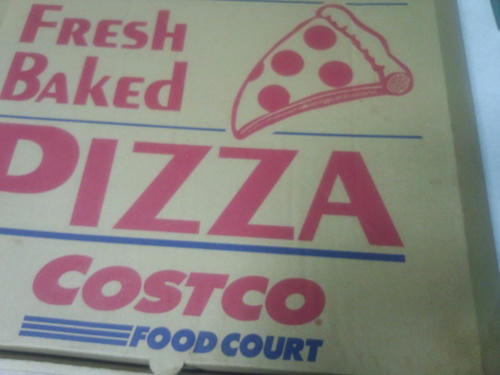 Fresh
Baked
PIZZA
COSTCO®
FOOD COURT